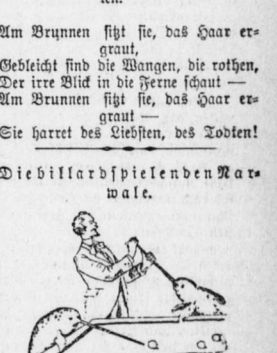 len.
Am Brunnen sitzt sie, das Haar er=
graut,
Gebleicht sind die Wangen, die rothen,
Der irre Blick in die Ferne schaut —
Am Brunnen sitzt sie, das Haar er=
graut —
Sie harret des Liebsten, des Todten!
Die billardspielenden Nar=
wale.